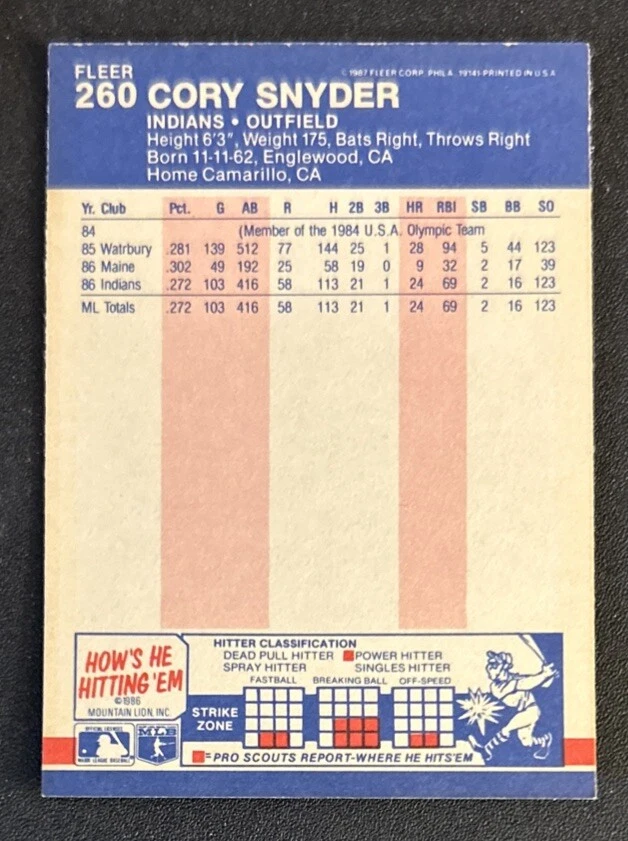 FLEER
© 1987 FLEER CORP. PHILA. 19141 PRINTED IN U.S.A.
260 CORY SNYDER
INDIANS • OUTFIELD
Height 6'3", Weight 175, Bats Right, Throws Right
Born 11-11-62, Englewood, CA
Home Camarillo, CA
Yr. Club Pct. G AB R H 2B 3B HR RBI SB BB SO
84 (Member of the 1984 U.S.A. Olympic Team
85 Watrbury .281 139 512 77 144 25 1 28 94 5 44 123
86 Maine .302 49 192 25 58 19 0 9 32 2 17 39
86 Indians .272 103 416 58 113 21 1 24 69 2 16 123
ML Totals .272 103 416 58 113 21 1 24 69 2 16 123
HOW'S HE
HITTING 'EM
©1986
MOUNTAIN LION, INC.
OFFICIAL LICENSEE
MAJOR LEAGUE BASEBALL
HITTER CLASSIFICATION
DEAD PULL HITTER POWER HITTER
SPRAY HITTER SINGLES HITTER
FASTBALL BREAKING BALL OFF-SPEED
STRIKE
ZONE
=PRO SCOUTS REPORT-WHERE HE HITS'EM